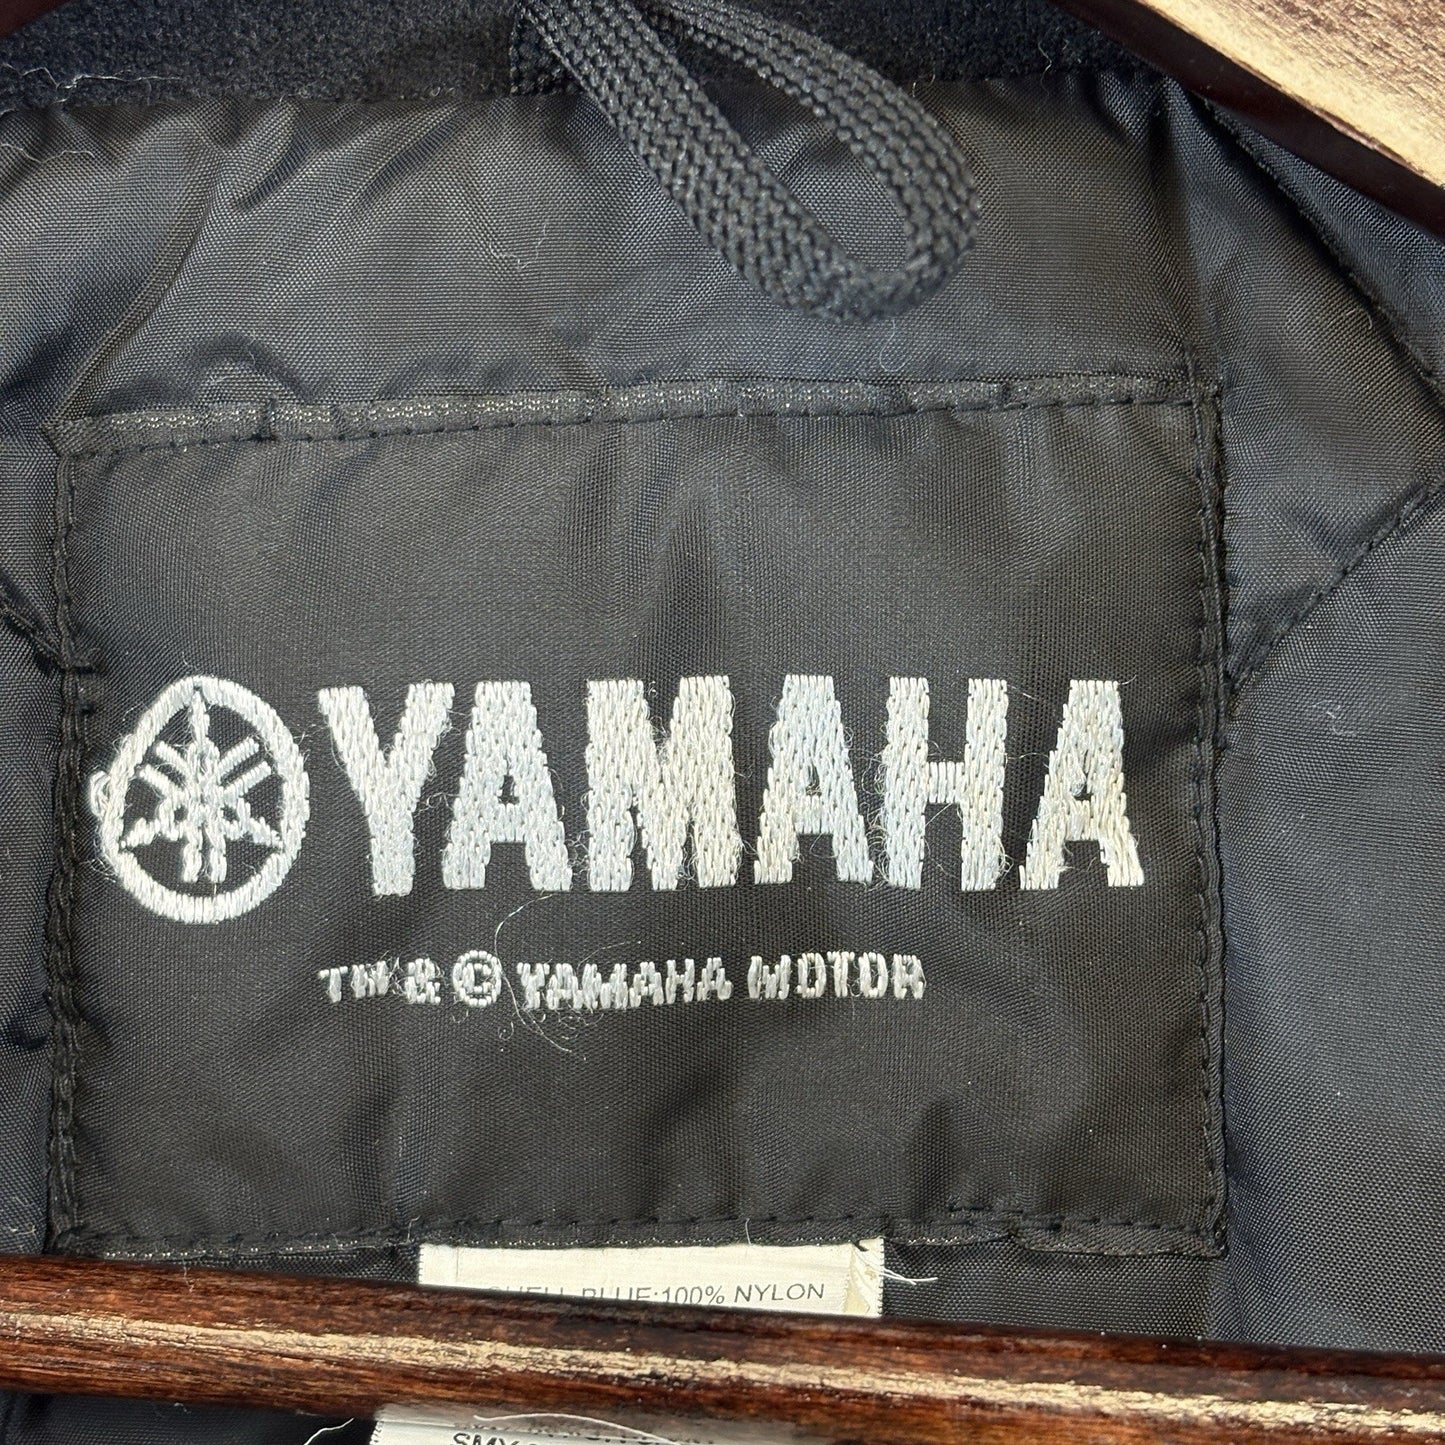 YAMAHA
TM & © YAMAHA MOTOR
SHELL BLUE:100% NYLON